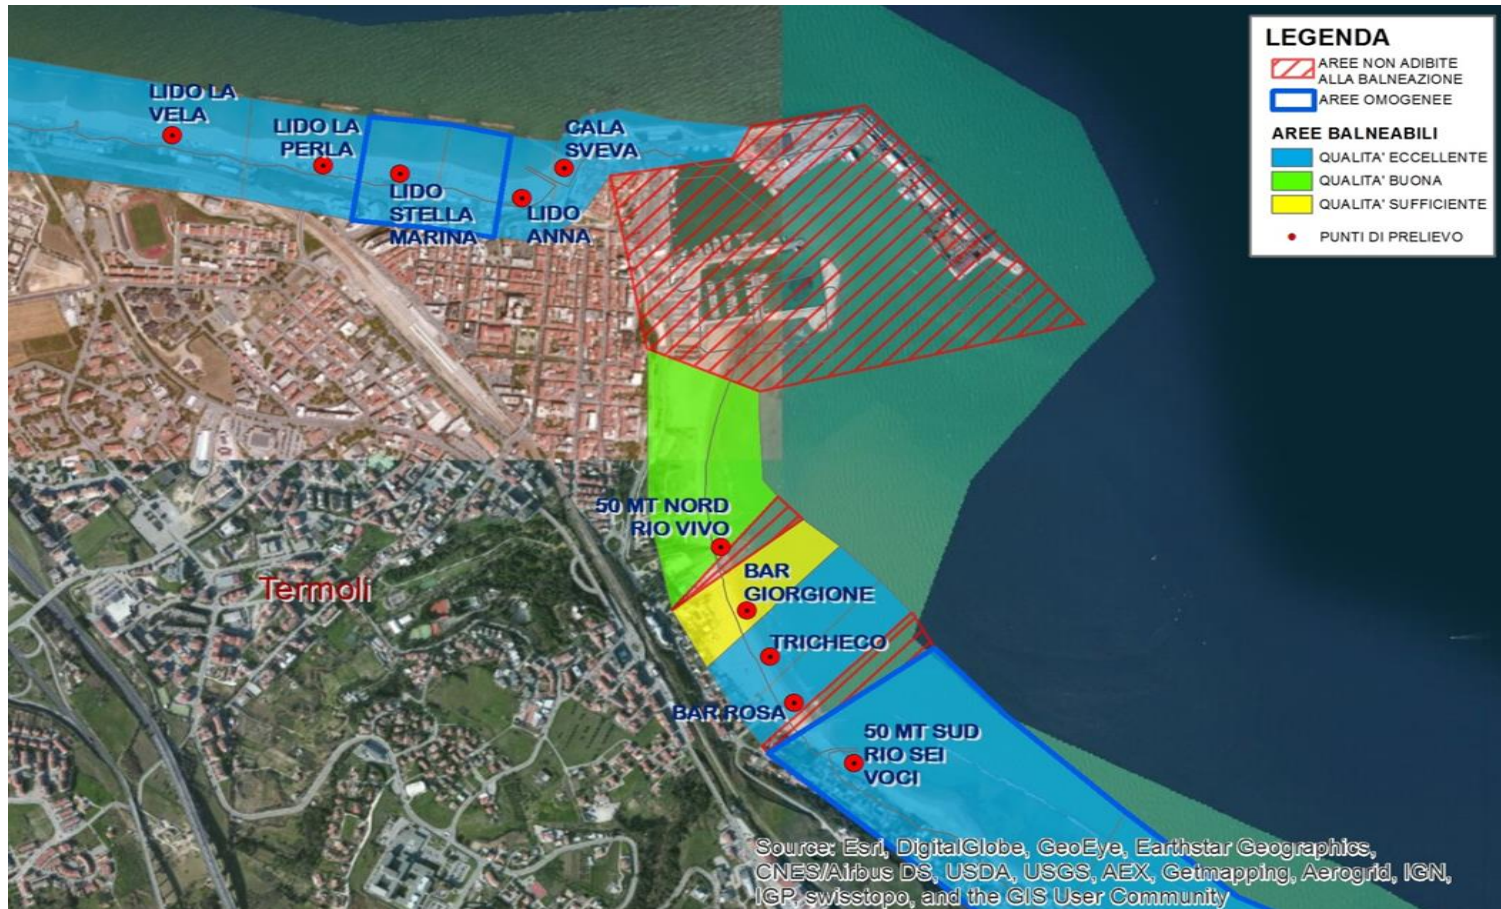 LIDO LA
VELA
LIDO LA
PERLA
LIDO
STELLA
MARINA
LIDO
ANNA
CALA
SVEVA
50 MT NORD
RIO VIVO
BAR
GIORGIONE
TRICHECO
BAR ROSA
50 MT SUD
RIO SEI
VOCI
Termoli
LEGENDA
AREE NON ADIBITE
ALLA BALNEAZIONE
AREE OMOGENEE
AREE BALNEABILI
QUALITA' ECCELLENTE
QUALITA' BUONA
QUALITA' SUFFICIENTE
PUNTI DI PRELIEVO
Source: Esri, DigitalGlobe, GeoEye, Earthstar Geographics,
CNES/Airbus DS, USDA, USGS, AEX, Getmapping, Aerogrid, IGN,
IGP, swisstopo, and the GIS User Community